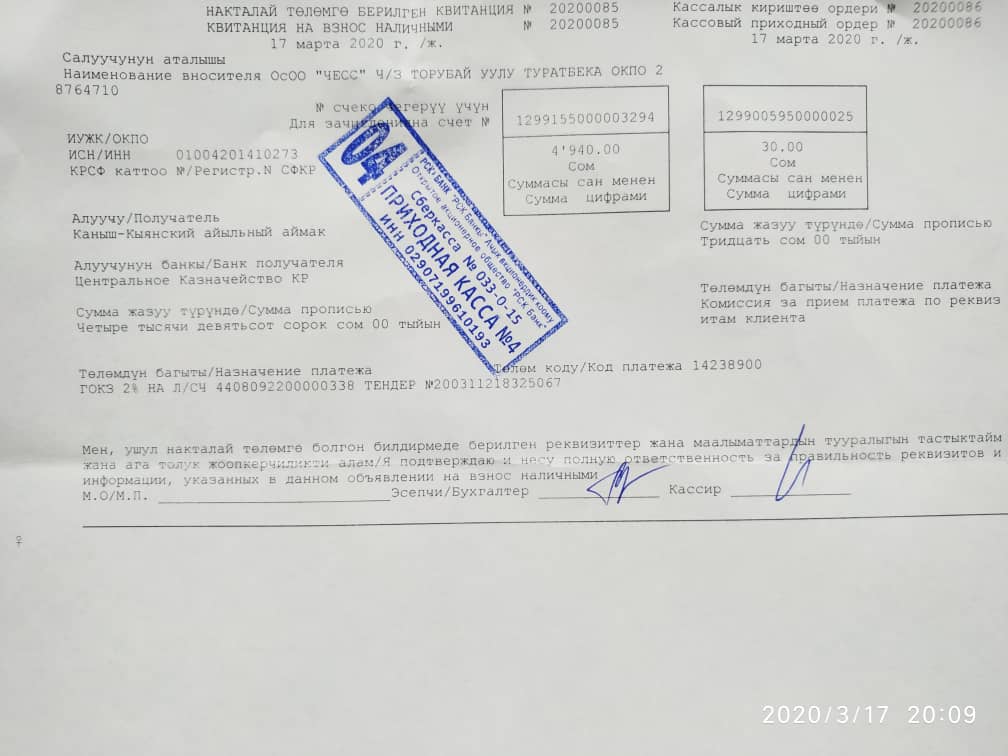 НАКТАЛАЙ ТӨЛӨМГӨ БЕРИЛГЕН КВИТАНЦИЯ № 20200085
КВИТАНЦИЯ НА ВЗНОС НАЛИЧНЫМИ № 20200085
17 марта 2020 г. /ж.
Кассалык кириштөө ордери № 20200086
Кассовый приходный ордер № 20200086
17 марта 2020 г. /ж.
Салуучунун аталышы
Наименование вносителя ОсОО "ЧЕСС" Ч/З ТОРУБАЙ УУЛУ ТУРАТБЕКА ОКПО 2
8764710
№ счеко чегерүү үчүн
Для зачисления на счет №
1299155000003294
4'940.00
Сом
Суммасы сан менен
Сумма цифрами
1299005950000025
30.00
Сом
Суммасы сан менен
Сумма цифрами
ИУЖК/ОКПО
ИСН/ИНН 01004201410273
КРСФ каттоо №/Регистр.N СФКР
04
РСК БАНК "РСК Банкы" Ачык акционердик коому
Открытое акционерное общество "РСК Банк"
Сберкасса № 033-0-15
ПРИХОДНАЯ КАССА №4
ИНН 02907199610193
Алуучу/Получатель
Каныш-Кыянский айыльный аймак
Сумма жазуу түрүндө/Сумма прописью
Тридцать сом 00 тыйын
Алуучунун банкы/Банк получателя
Центральное Казначейство КР
Төлөмдүн багыты/Назначение платежа
Комиссия за прием платежа по реквиз
итам клиента
Сумма жазуу түрүндө/Сумма прописью
Четыре тысячи девятьсот сорок сом 00 тыйын
Төлөмдүн багыты/Назначение платежа
Төлөм коду/Код платежа 14238900
ГОКЗ 2% НА Л/СЧ 4408092200000338 ТЕНДЕР №200311218325067
Мен, ушул накталай төлөмгө болгон билдирмеде берилген реквизиттер жана маалыматтардын тууралыгын тастыктайм
жана ага толук жоопкерчиликти алам/Я подтверждаю и несу полную ответственность за правильность реквизитов и
информации, указанных в данном объявлении на взнос наличными
М.О/М.П. Эсепчи/Бухгалтер Кассир
♀
2020/3/17 20:09